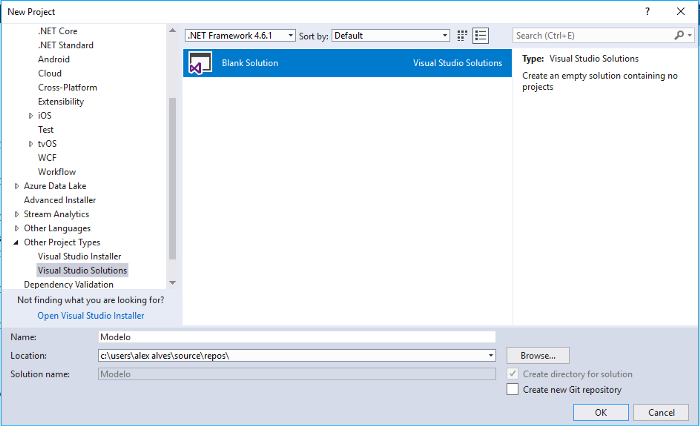 New Project
.NET Core
.NET Standard
Android
Cloud
Cross-Platform
Extensibility
iOS
Test
tvOS
WCF
Workflow
Azure Data Lake
Advanced Installer
Stream Analytics
Other Languages
Other Project Types
Visual Studio Installer
Visual Studio Solutions
Dependency Validation
Not finding what you are looking for?
Open Visual Studio Installer
.NET Framework 4.6.1 Sort by: Default
Blank Solution Visual Studio Solutions
Search (Ctrl+E)
Type: Visual Studio Solutions
Create an empty solution containing no
projects
Name: Modelo
Location: c:\users\alex alves\source\repos\ Browse...
Solution name: Modelo
Create directory for solution
Create new Git repository
OK Cancel